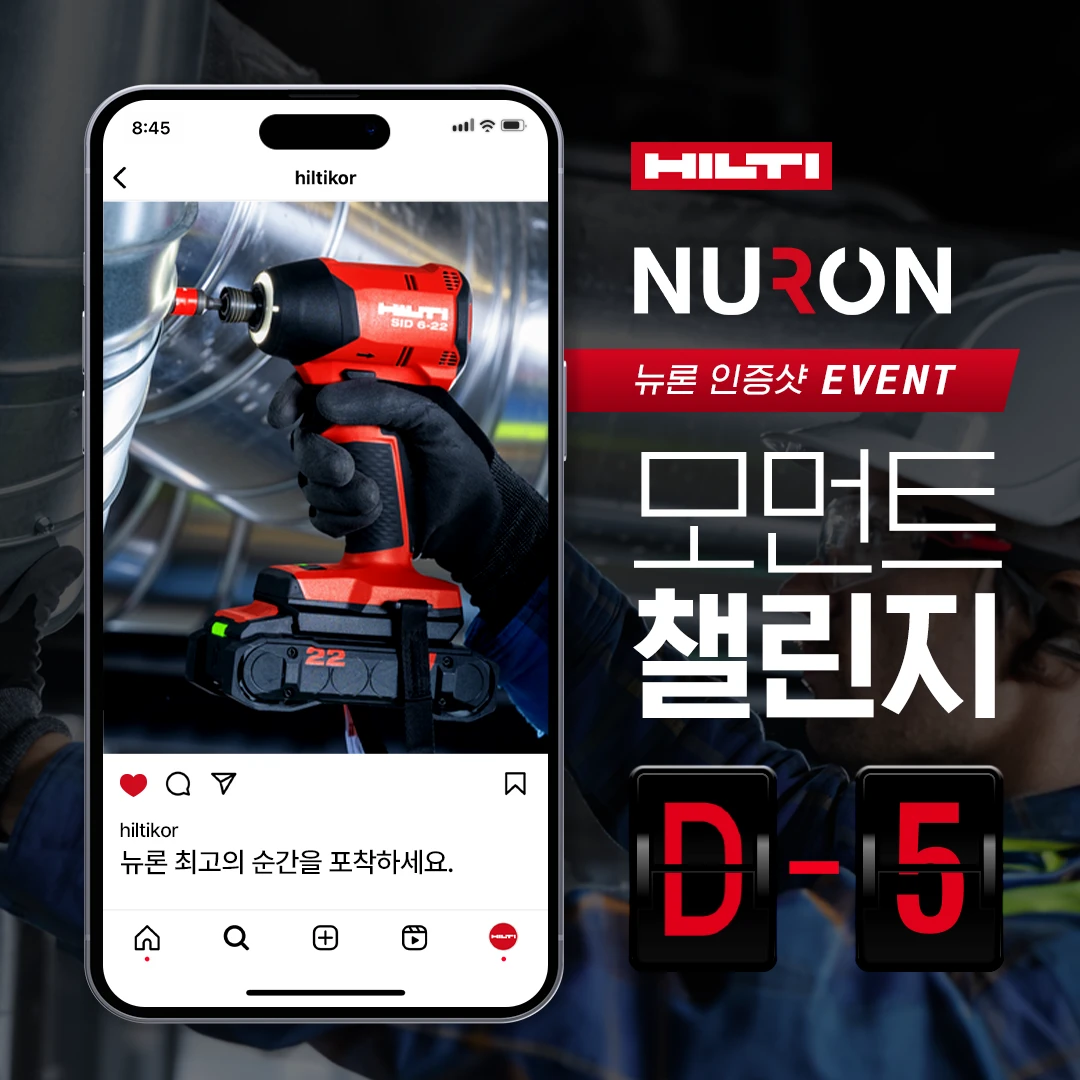 8:45
hiltikor
HILTI
SID 6-22
22
hiltikor
뉴론 최고의 순간을 포착하세요.
HILTI
HILTI
NURON
뉴론 인증샷 EVENT
모먼트
챌린지
D-5